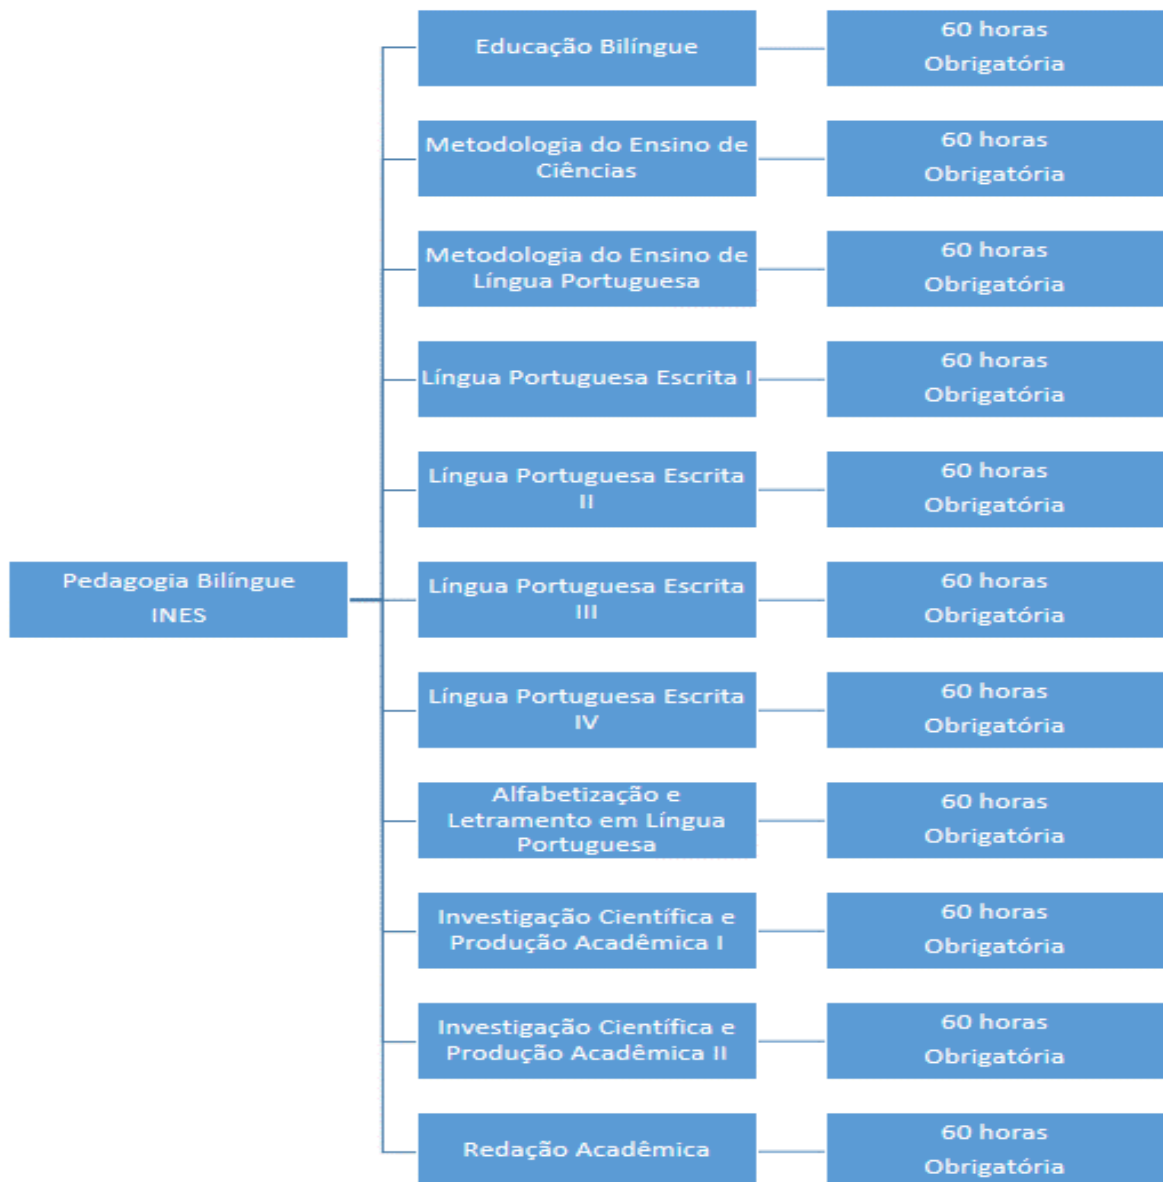 Pedagogia Bilíngue
INES
Educação Bilíngue
60 horas
Obrigatória
Metodologia do Ensino de
Ciências
60 horas
Obrigatória
Metodologia do Ensino de
Língua Portuguesa
60 horas
Obrigatória
Língua Portuguesa Escrita I
60 horas
Obrigatória
Língua Portuguesa Escrita
II
60 horas
Obrigatória
Língua Portuguesa Escrita
III
60 horas
Obrigatória
Língua Portuguesa Escrita
IV
60 horas
Obrigatória
Alfabetização e
Letramento em Língua
Portuguesa
60 horas
Obrigatória
Investigação Científica e
Produção Acadêmica I
60 horas
Obrigatória
Investigação Científica e
Produção Acadêmica II
60 horas
Obrigatória
Redação Acadêmica
60 horas
Obrigatória